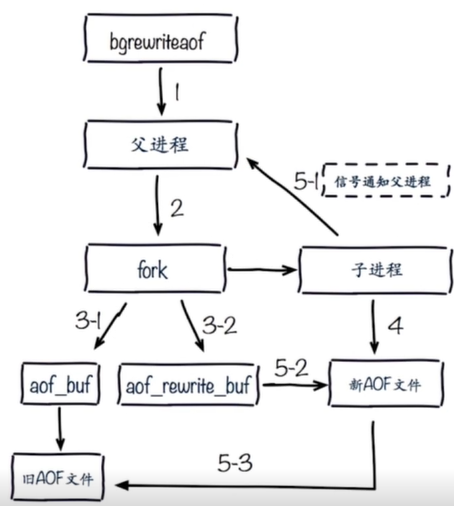 bgrewriteaof
1
父进程
5-1
信号通知父进程
2
fork
子进程
3-1
3-2
4
aof_buf
aof_rewrite_buf
5-2
新AOF文件
5-3
旧AOF文件